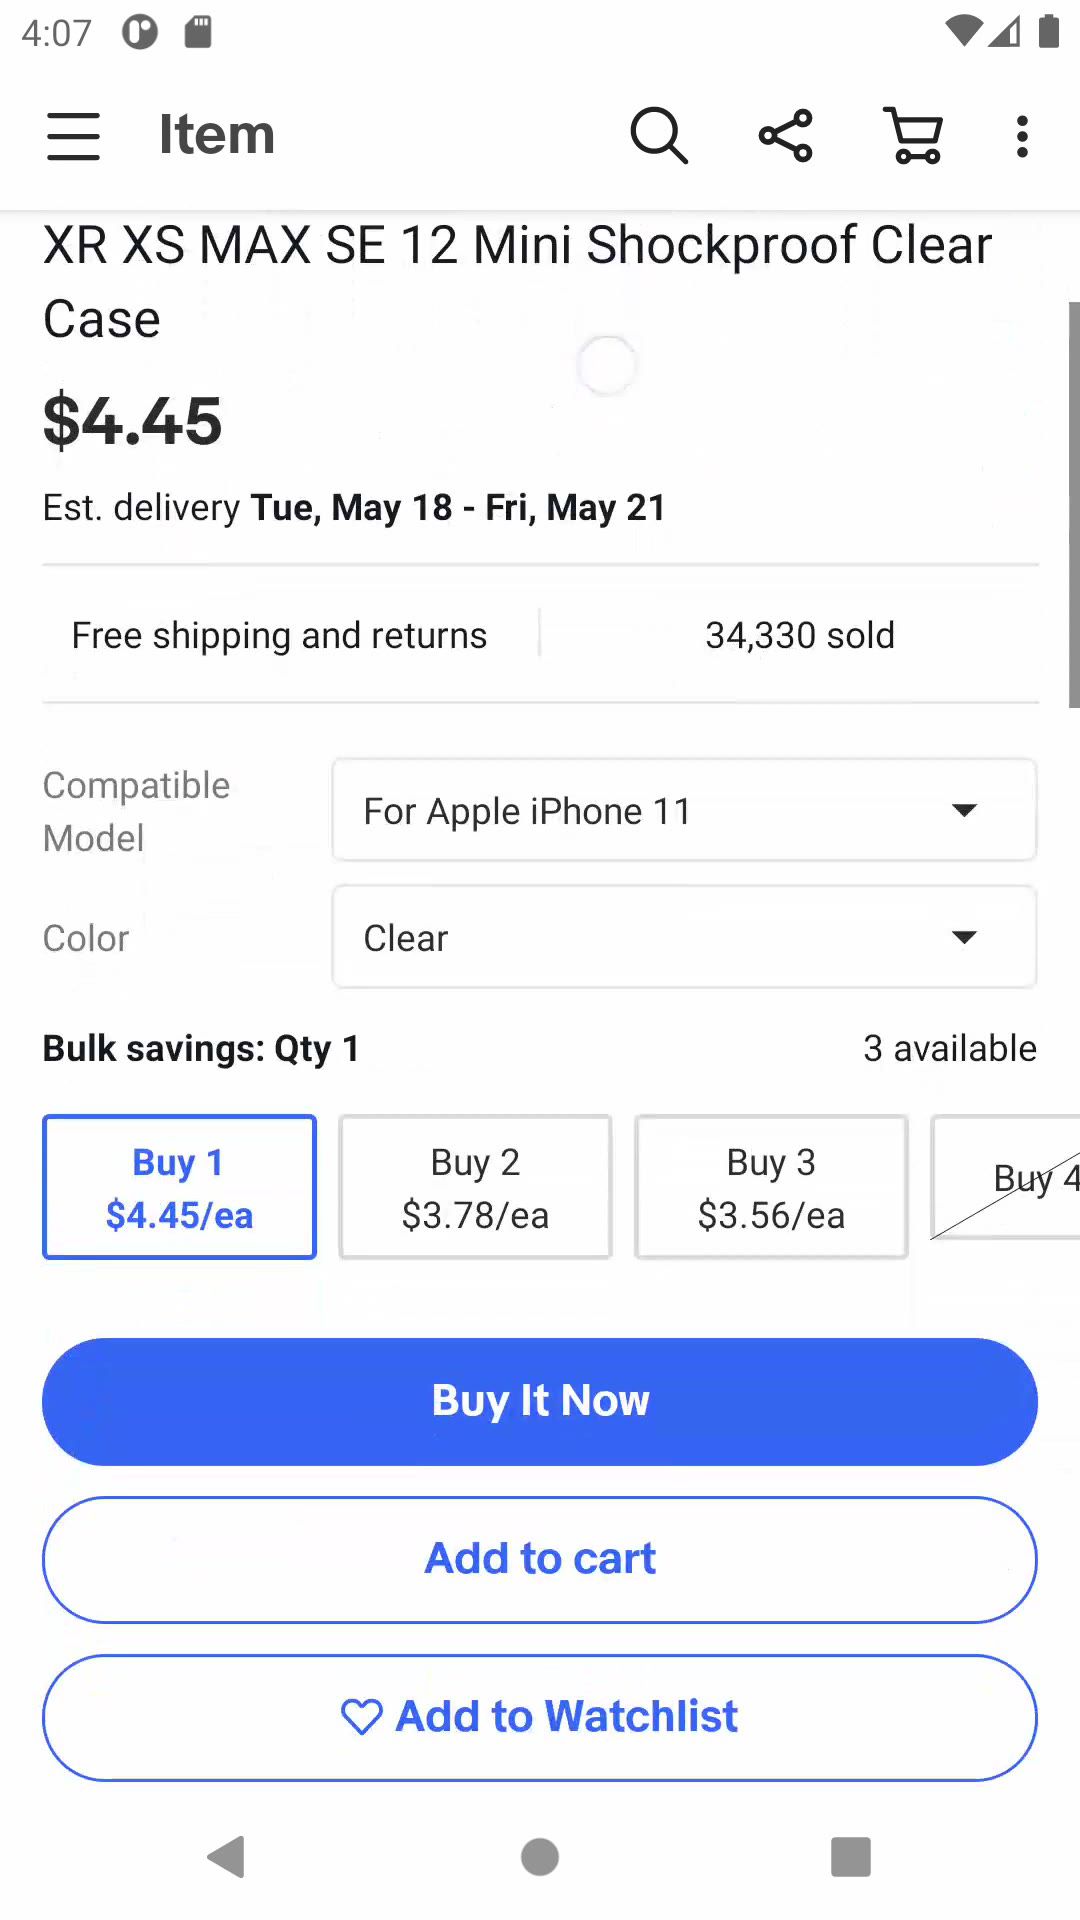 4:07
Item
XR XS MAX SE 12 Mini Shockproof Clear
Case
$4.45
Est. delivery Tue, May 18 - Fri, May 21
Free shipping and returns
34,330 sold
Compatible
Model
For Apple iPhone 11
Color
Clear
Bulk savings: Qty 1
3 available
Buy 1
$4.45/ea
Buy 2
$3.78/ea
Buy 3
$3.56/ea
Buy 4
Buy It Now
Add to cart
Add to Watchlist